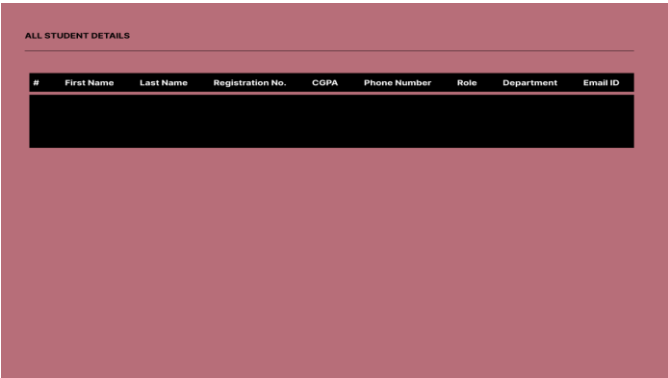 ALL STUDENT DETAILS
# First Name Last Name Registration No. CGPA Phone Number Role Department Email ID